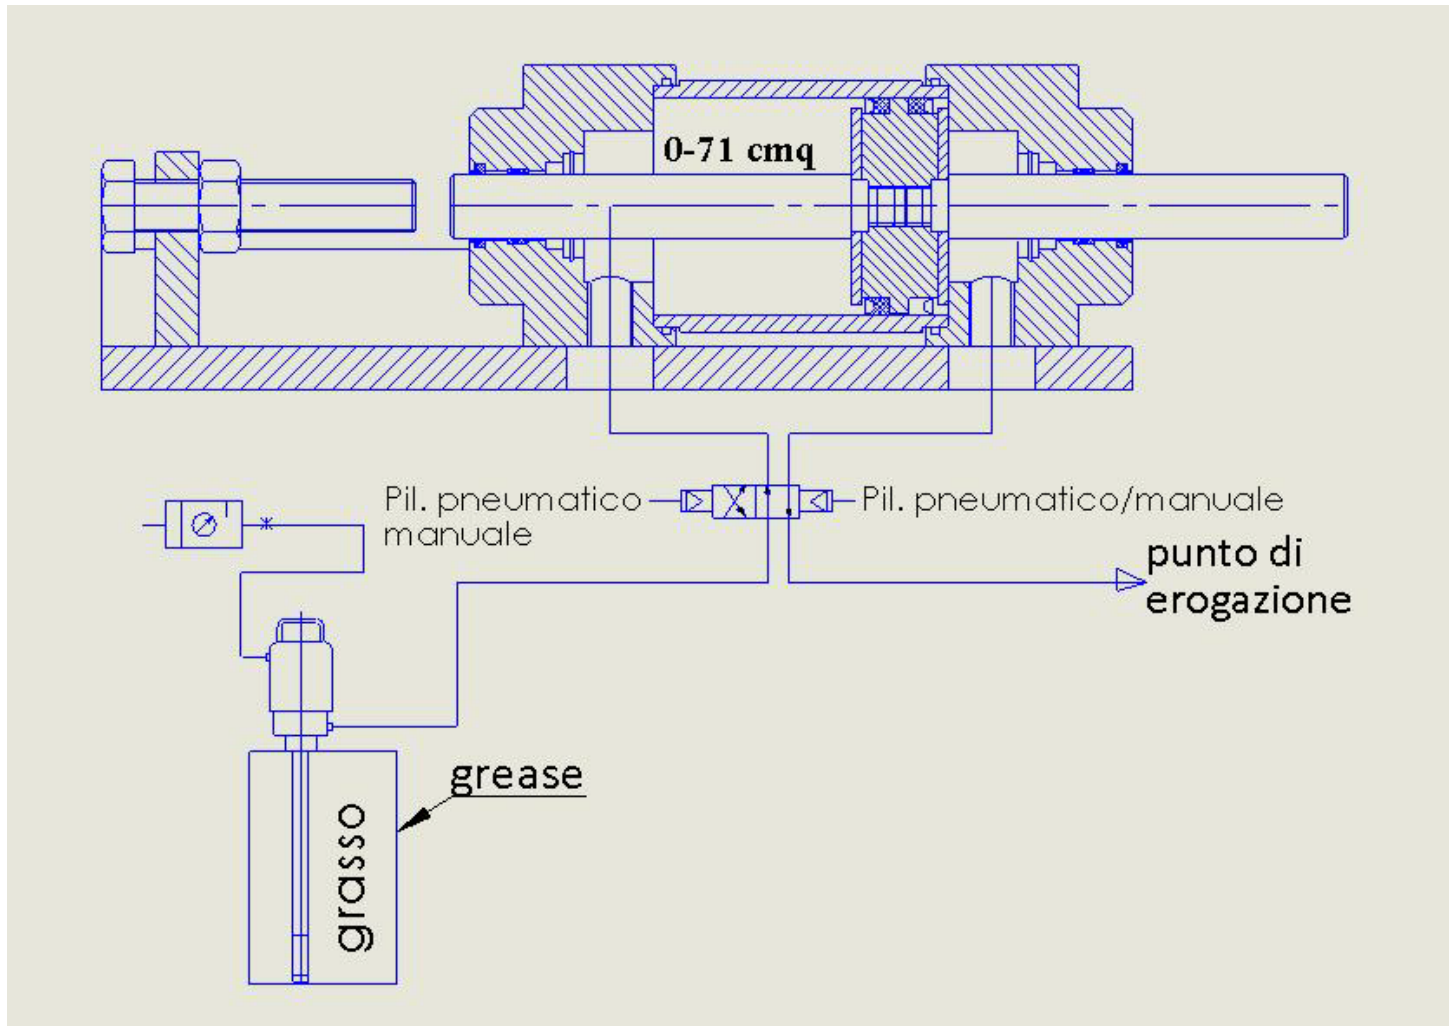 0-71 cmq
Pil. pneumatico
manuale
Pil. pneumatico/manuale
punto di
erogazione
grease
grasso